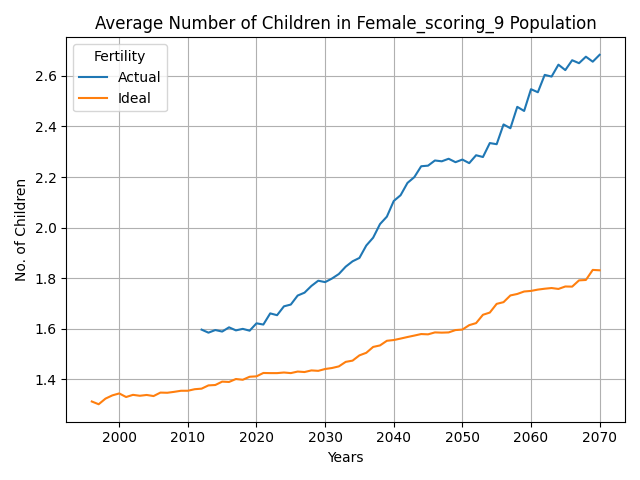 Average Number of Children in Female_scoring_9 Population
Fertility
Actual
Ideal
No. of Children
2.6
2.4
2.2
2.0
1.8
1.6
1.4
2000 2010 2020 2030 2040 2050 2060 2070
Years